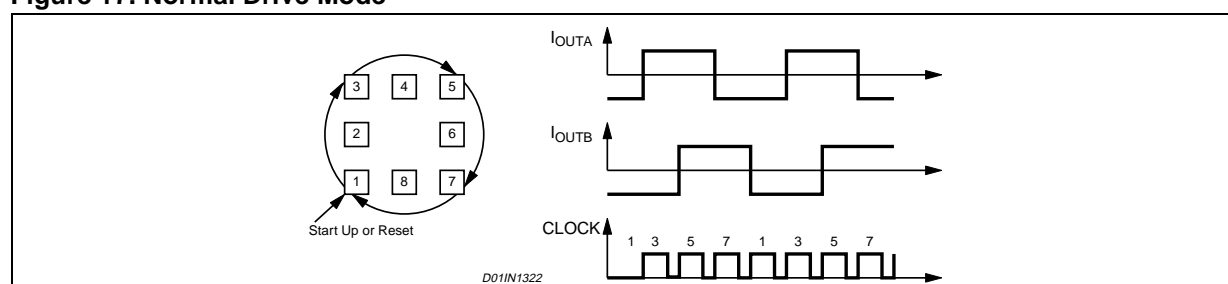 Figure 17. Normal Drive Mode
3 4 5
2 6
1 8 7
Start Up or Reset
IOUTA
IOUTB
CLOCK
1 3 5 7 1 3 5 7
D01IN1322